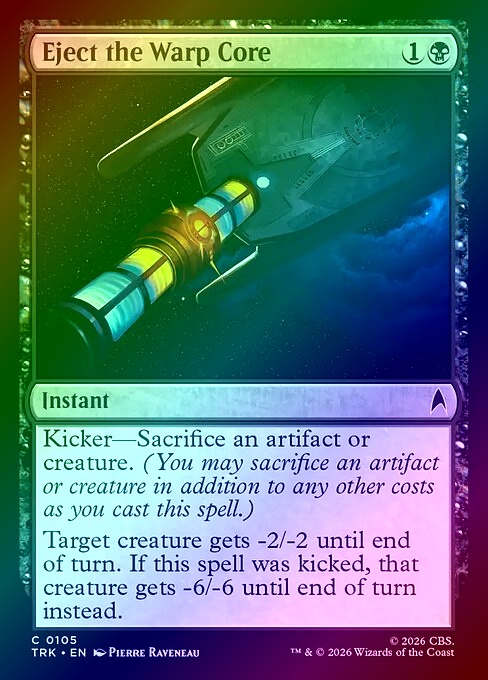 Eject the Warp Core 1
Instant
Kicker—Sacrifice an artifact or
creature. (You may sacrifice an artifact
or creature in addition to any other costs
as you cast this spell.)
Target creature gets -2/-2 until end
of turn. If this spell was kicked, that
creature gets -6/-6 until end of turn
instead.
C 0105
© 2026 CBS.
TRK • EN Pierre Raveneau
™ & © 2026 Wizards of the Coast